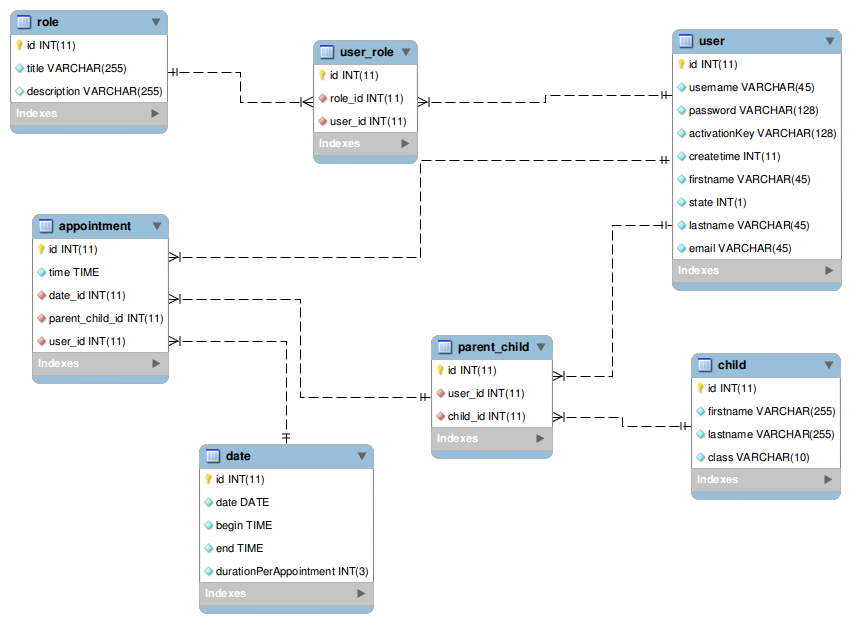 role
id INT(11)
title VARCHAR(255)
description VARCHAR(255)
Indexes
user_role
id INT(11)
role_id INT(11)
user_id INT(11)
Indexes
user
id INT(11)
username VARCHAR(45)
password VARCHAR(128)
activationKey VARCHAR(128)
createtime INT(11)
firstname VARCHAR(45)
state INT(1)
lastname VARCHAR(45)
email VARCHAR(45)
Indexes
appointment
id INT(11)
time TIME
date_id INT(11)
parent_child_id INT(11)
user_id INT(11)
Indexes
parent_child
id INT(11)
user_id INT(11)
child_id INT(11)
Indexes
child
id INT(11)
firstname VARCHAR(255)
lastname VARCHAR(255)
class VARCHAR(10)
Indexes
date
id INT(11)
date DATE
begin TIME
end TIME
durationPerAppointment INT(3)
Indexes